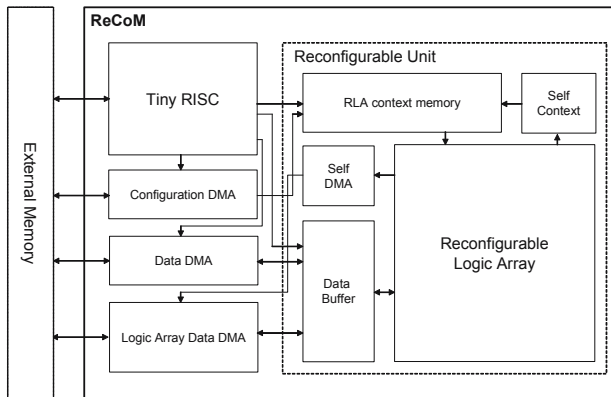 ReCoM
Reconfigurable Unit
Tiny RISC
RLA context memory
Self
Context
External Memory
Configuration DMA
Self
DMA
Reconfigurable
Logic Array
Data DMA
Data
Buffer
Logic Array Data DMA